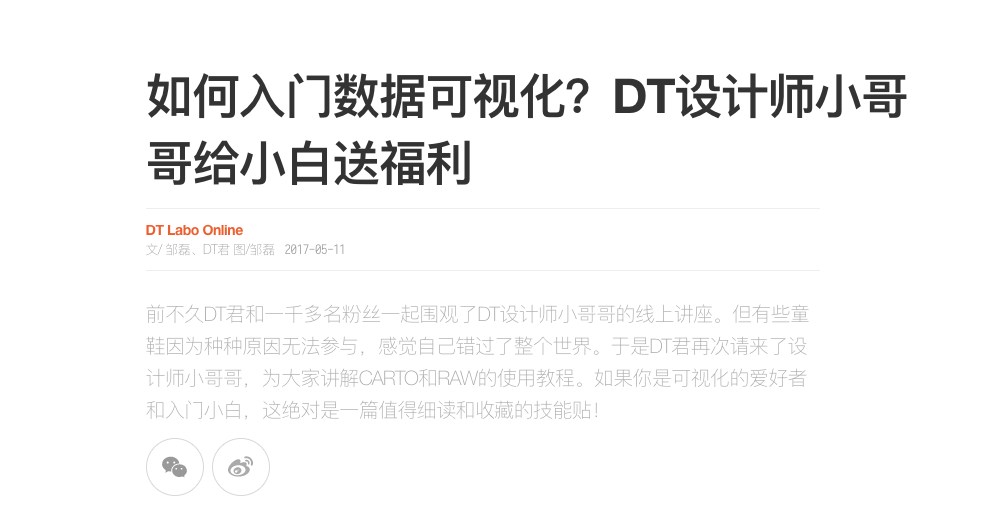 如何入门数据可视化？DT设计师小哥
哥给小白送福利
DT Labo Online
文/ 邹磊、DT君 图/邹磊 2017-05-11
前不久DT君和一千多名粉丝一起围观了DT设计师小哥哥的线上讲座。但有些童
鞋因为种种原因无法参与，感觉自己错过了整个世界。于是DT君再次请来了设
计师小哥哥，为大家讲解CARTO和RAW的使用教程。如果你是可视化的爱好者
和入门小白，这绝对是一篇值得细读和收藏的技能贴！